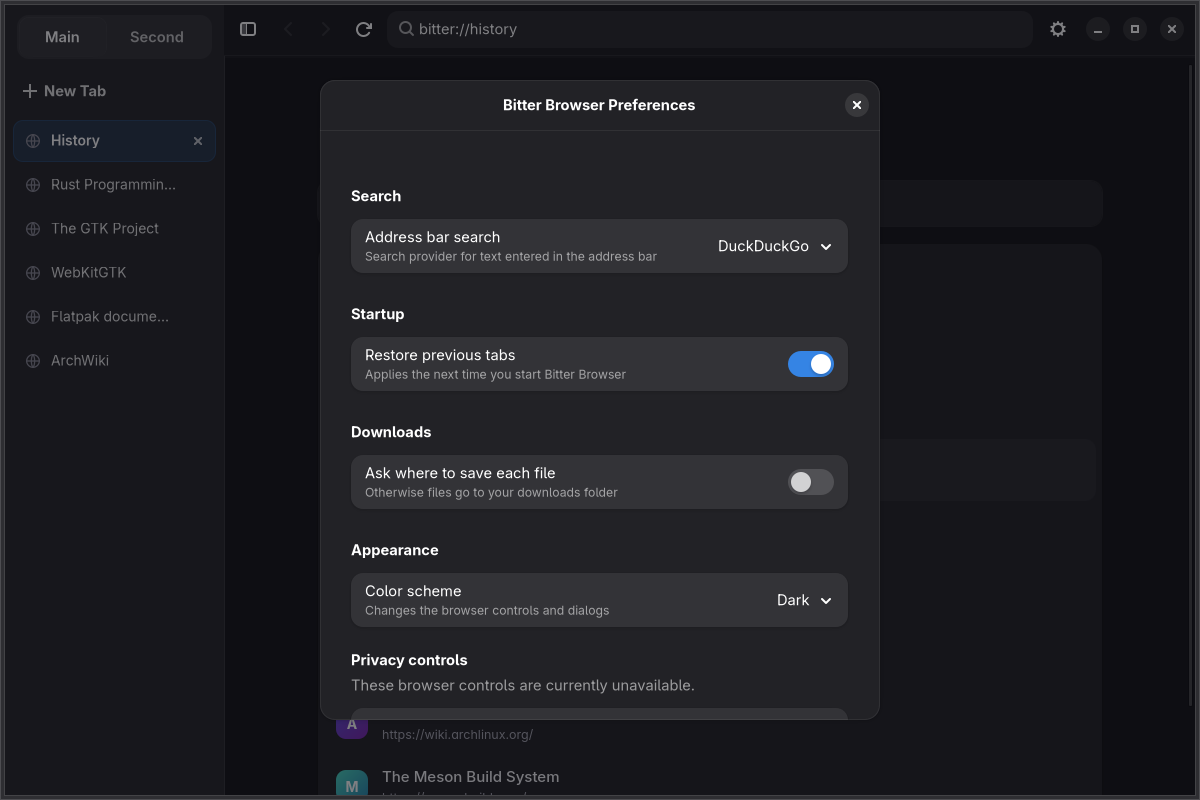 Main
Second
bitter://history
New Tab
History
Rust Programmin...
The GTK Project
WebKitGTK
Flatpak docume...
ArchWiki
Bitter Browser Preferences
Search
Address bar search
Search provider for text entered in the address bar
DuckDuckGo
Startup
Restore previous tabs
Applies the next time you start Bitter Browser
Downloads
Ask where to save each file
Otherwise files go to your downloads folder
Appearance
Color scheme
Changes the browser controls and dialogs
Dark
Privacy controls
These browser controls are currently unavailable.
A
https://wiki.archlinux.org/
M
The Meson Build System